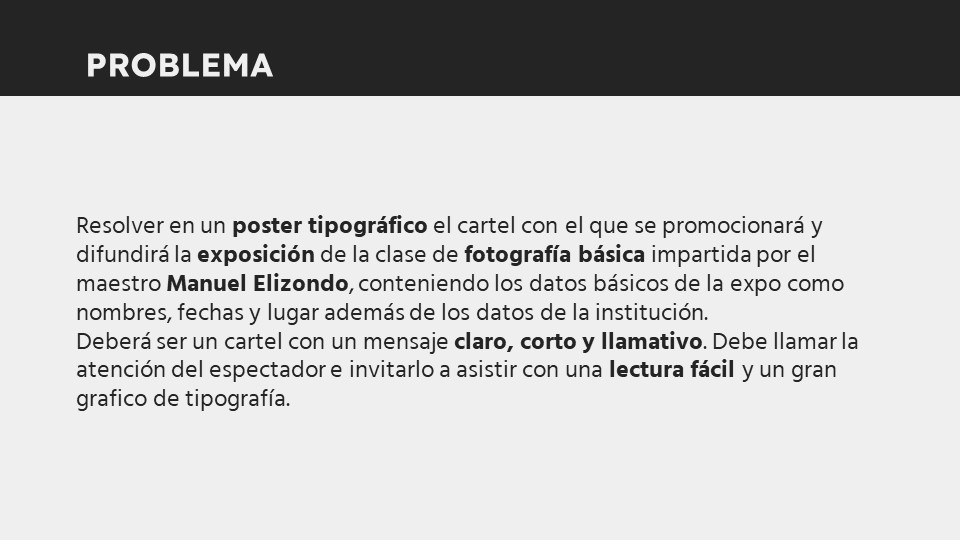 PROBLEMA
Resolver en un poster tipográfico el cartel con el que se promocionará y
difundirá la exposición de la clase de fotografía básica impartida por el
maestro Manuel Elizondo, conteniendo los datos básicos de la expo como
nombres, fechas y lugar además de los datos de la institución.
Deberá ser un cartel con un mensaje claro, corto y llamativo. Debe llamar la
atención del espectador e invitarlo a asistir con una lectura fácil y un gran
grafico de tipografía.